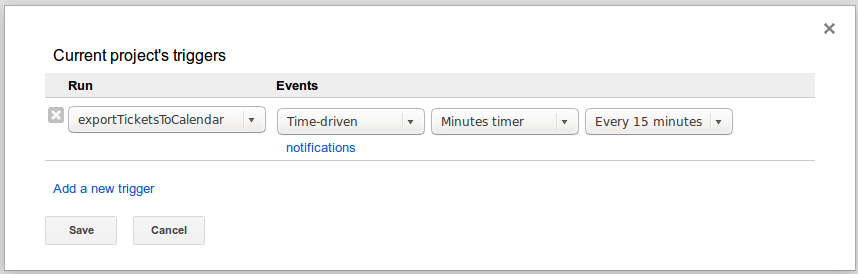 Current project's triggers
Run Events
exportTicketsToCalendar Time-driven Minutes timer Every 15 minutes
notifications
Add a new trigger
Save Cancel